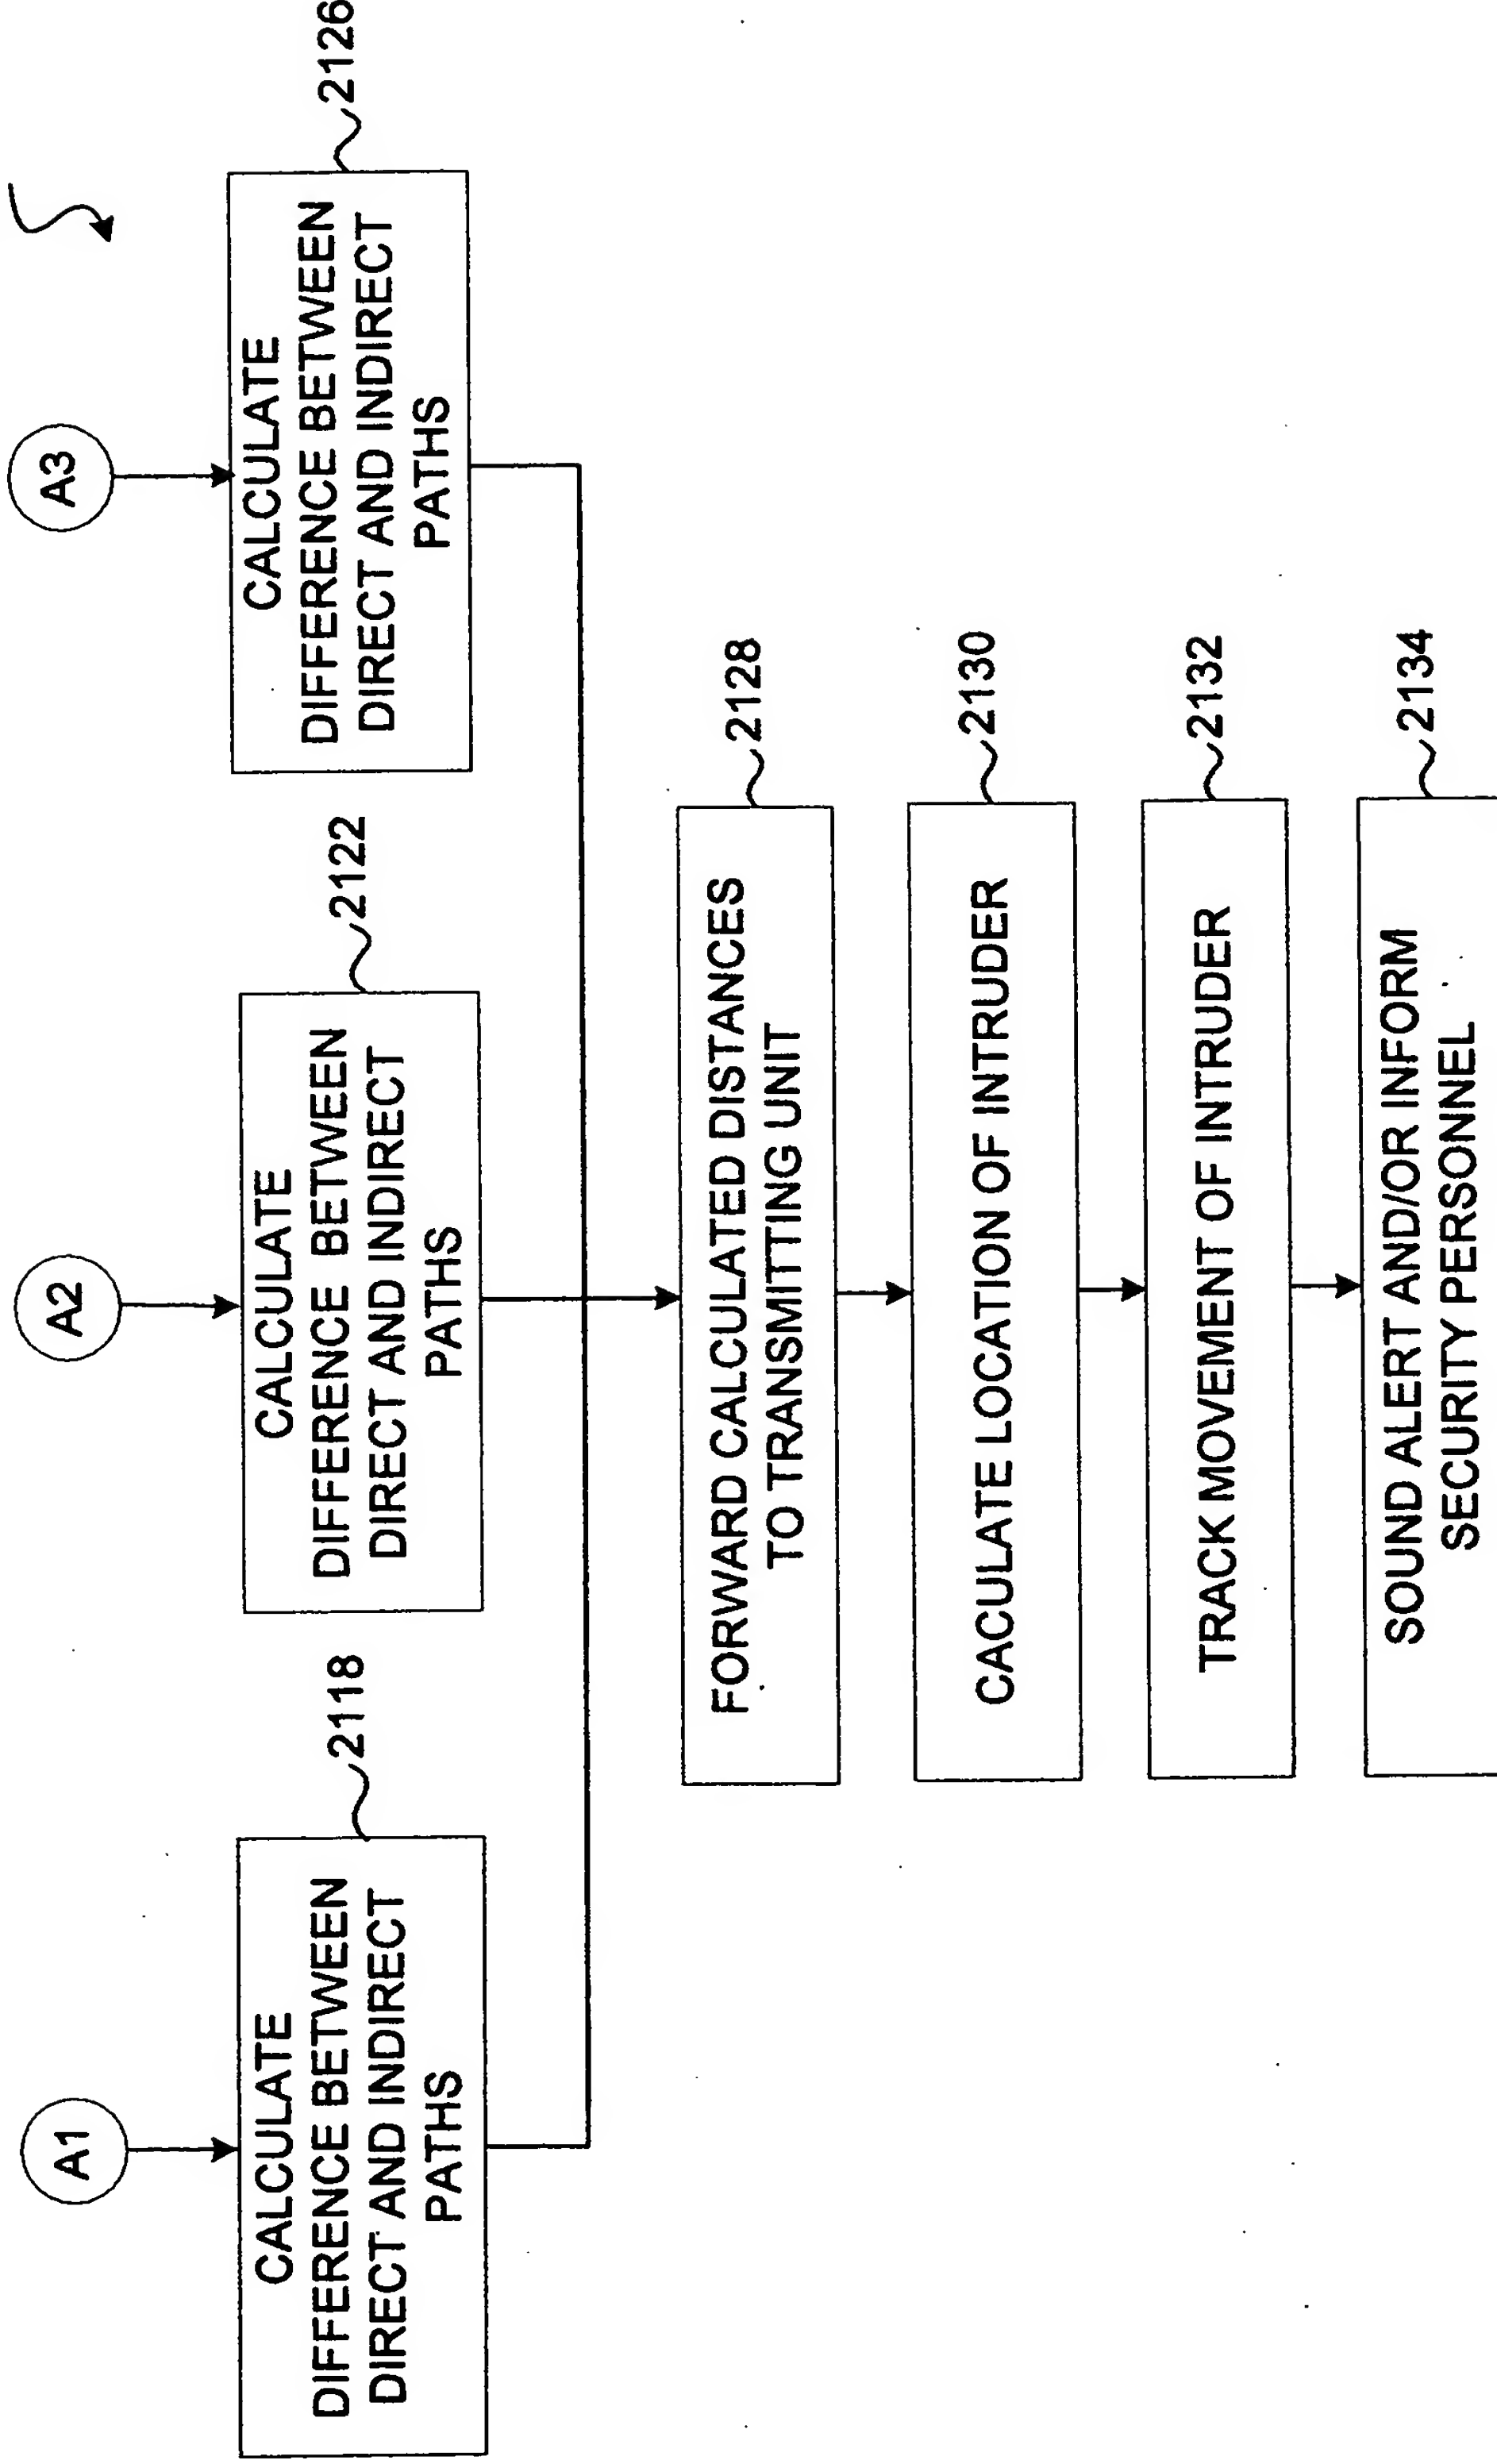 A1
A2
A3
CALCULATE
DIFFERENCE BETWEEN
DIRECT AND INDIRECT
PATHS
2118
CALCULATE
DIFFERENCE BETWEEN
DIRECT AND INDIRECT
PATHS
2122
CALCULATE
DIFFERENCE BETWEEN
DIRECT AND INDIRECT
PATHS
2126
FORWARD CALCULATED DISTANCES
TO TRANSMITTING UNIT
2128
CACULATE LOCATION OF INTRUDER
2130
TRACK MOVEMENT OF INTRUDER
2132
SOUND ALERT AND/OR INFORM
SECURITY PERSONNEL
2134